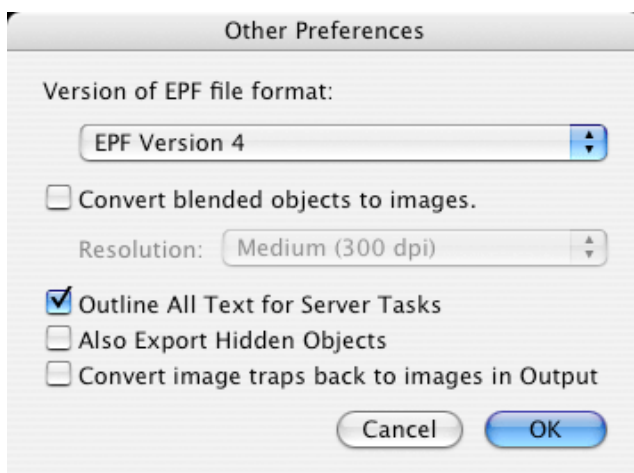 Other Preferences
Version of EPF file format:
EPF Version 4
Convert blended objects to images.
Resolution: Medium (300 dpi)
Outline All Text for Server Tasks
Also Export Hidden Objects
Convert image traps back to images in Output
Cancel OK